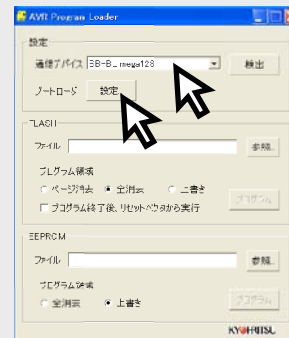 AVR Program Loader
設定
通信デバイス BB-BL mega128 検出
ブートローダ 設定
FLASH
ファイル 参照..
プログラム領域
ページ消去 全消去 上書き
プログラム終了後、リセットベクタから実行
プログラム
EEPROM
ファイル 参照..
プログラム領域
全消去 上書き
プログラム
KYOHRITSU